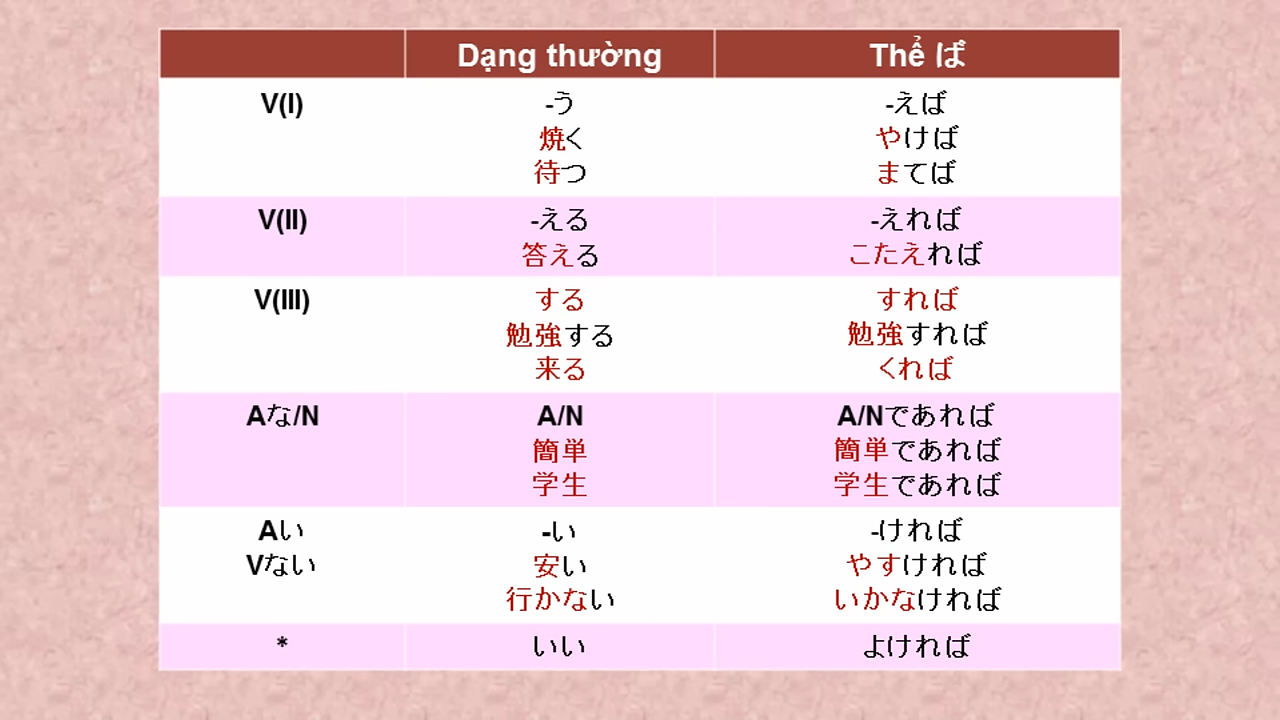 Dạng thường Thể ば
V(I) -う -えば
焼く やけば
待つ まてば
V(II) -える -えれば
答える こたえれば
V(III) する すれば
勉強する 勉強すれば
来る くれば
Aな/N A/N A/Nであれば
簡単 簡単であれば
学生 学生であれば
Aい -い -ければ
Vない 安い やすければ
行かない いかなければ
* いい よければ